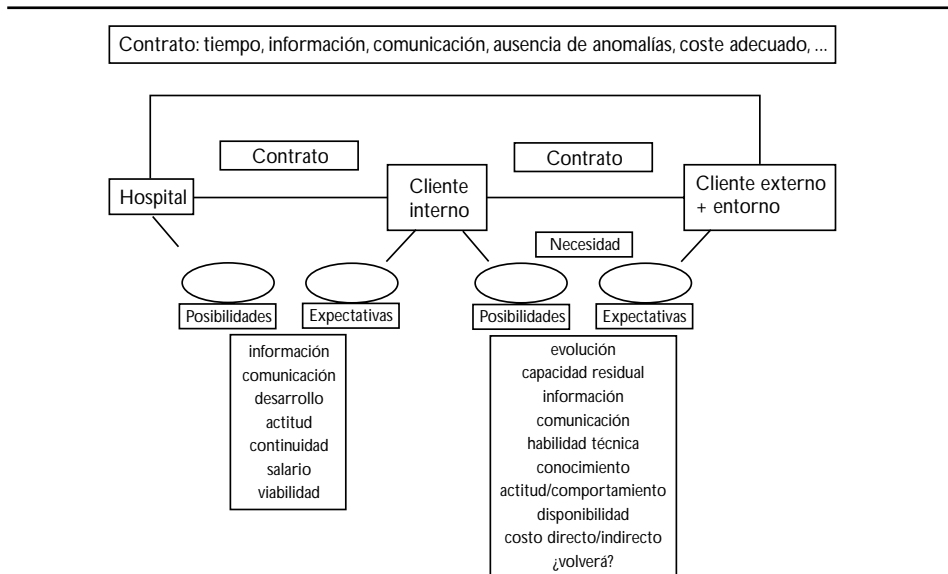 Contrato: tiempo, información, comunicación, ausencia de anomalías, coste adecuado, ...
Contrato
Contrato
Hospital
Cliente
interno
Cliente externo
+ entorno
Necesidad
Posibilidades
Expectativas
Posibilidades
Expectativas
información
comunicación
desarrollo
actitud
continuidad
salario
viabilidad
evolución
capacidad residual
información
comunicación
habilidad técnica
conocimiento
actitud/comportamiento
disponibilidad
costo directo/indirecto
¿volverá?